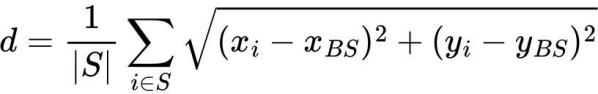 d = \frac{1}{|S|} \sum_{i \in S} \sqrt{(x_i - x_{BS})^2 + (y_i - y_{BS})^2}